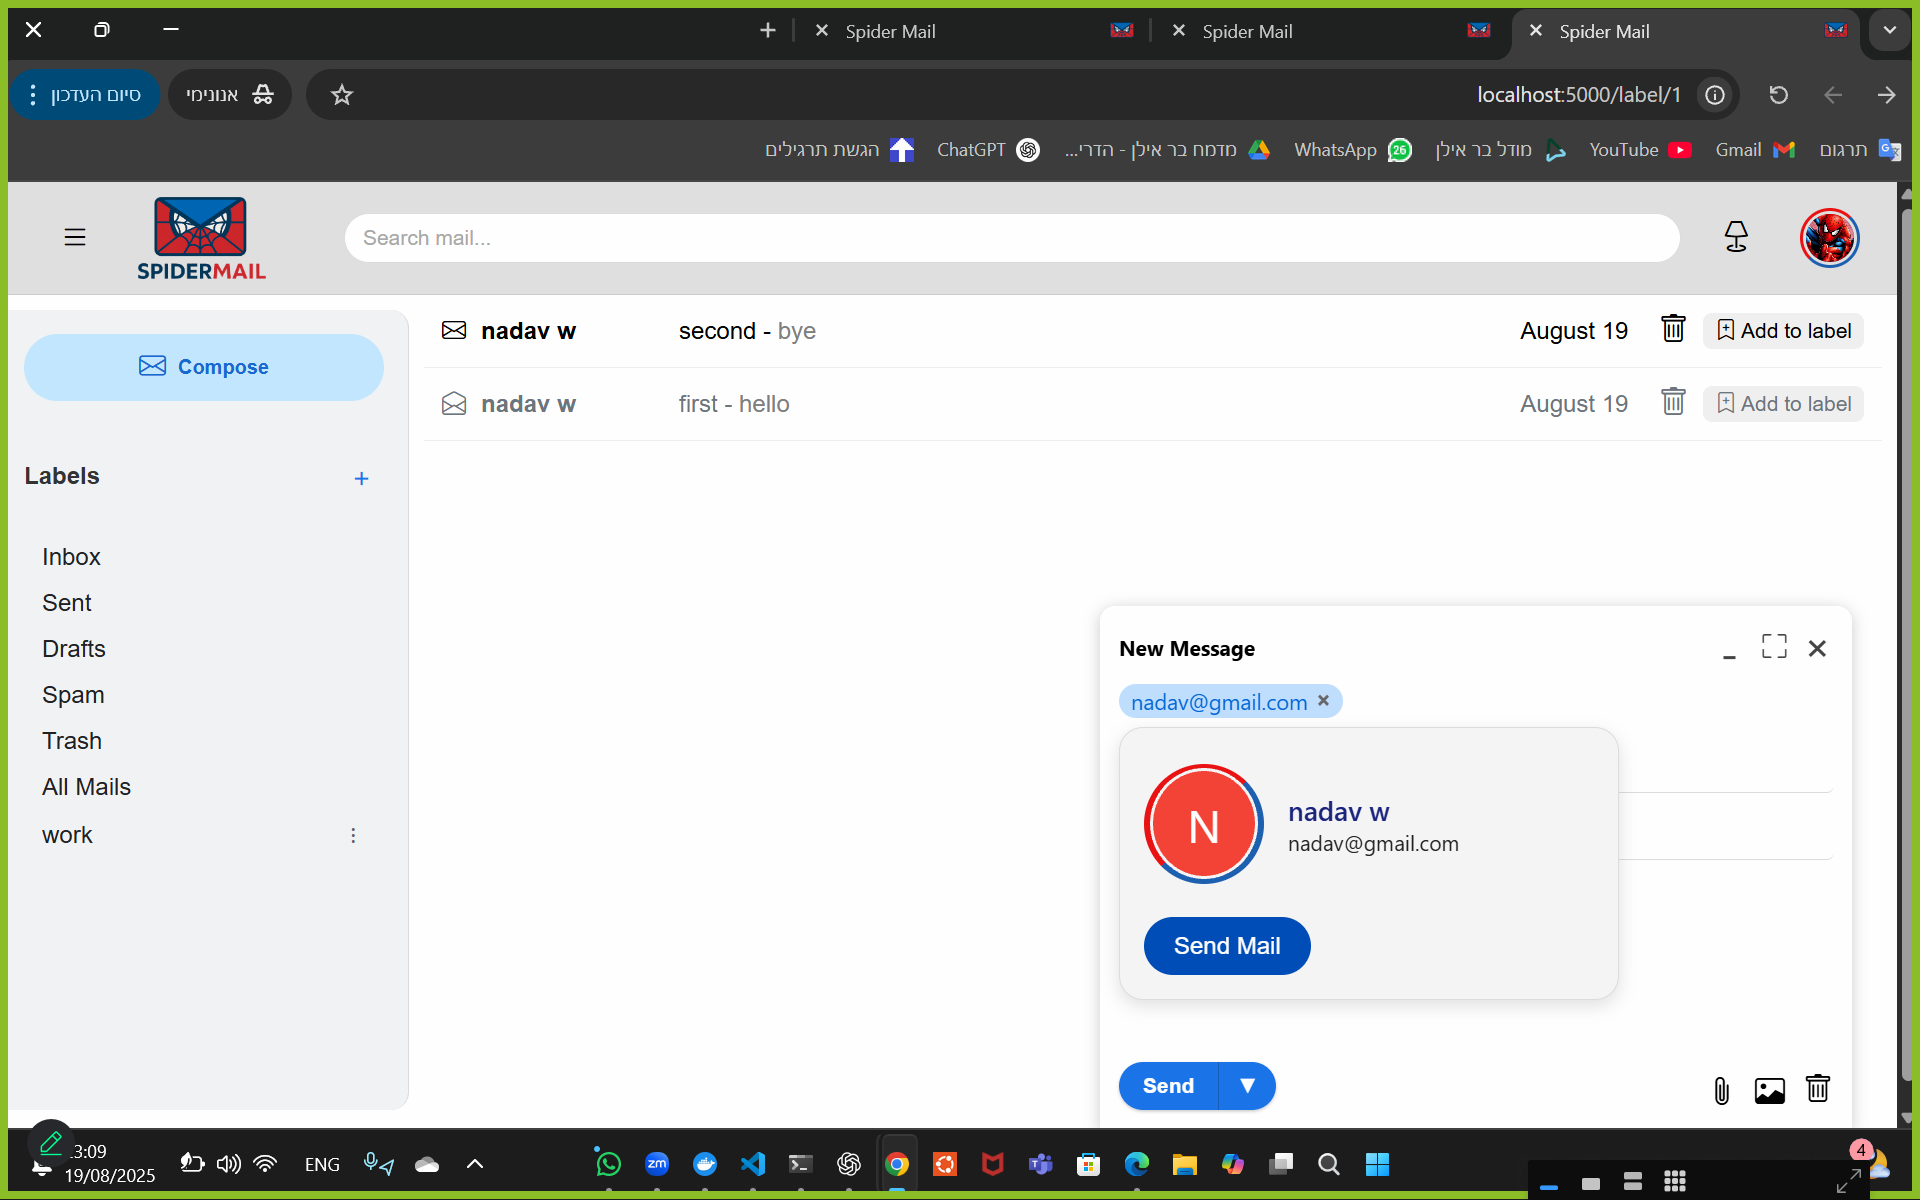 Spider Mail
Spider Mail
Spider Mail
סיום העדכון
אנונימי
localhost:5000/label/1
הגשת תרגילים
ChatGPT
מדמח בר אילן - הדרי...
WhatsApp
26
מודל בר אילן
YouTube
Gmail
תרגום
SPIDERMAIL
Search mail...
Compose
nadav w
second - bye
August 19
Add to label
nadav w
first - hello
August 19
Add to label
Labels
+
Inbox
Sent
Drafts
Spam
Trash
All Mails
work
New Message
nadav@gmail.com
N
nadav w
nadav@gmail.com
Send Mail
Send
3:09
19/08/2025
ENG
zm
4